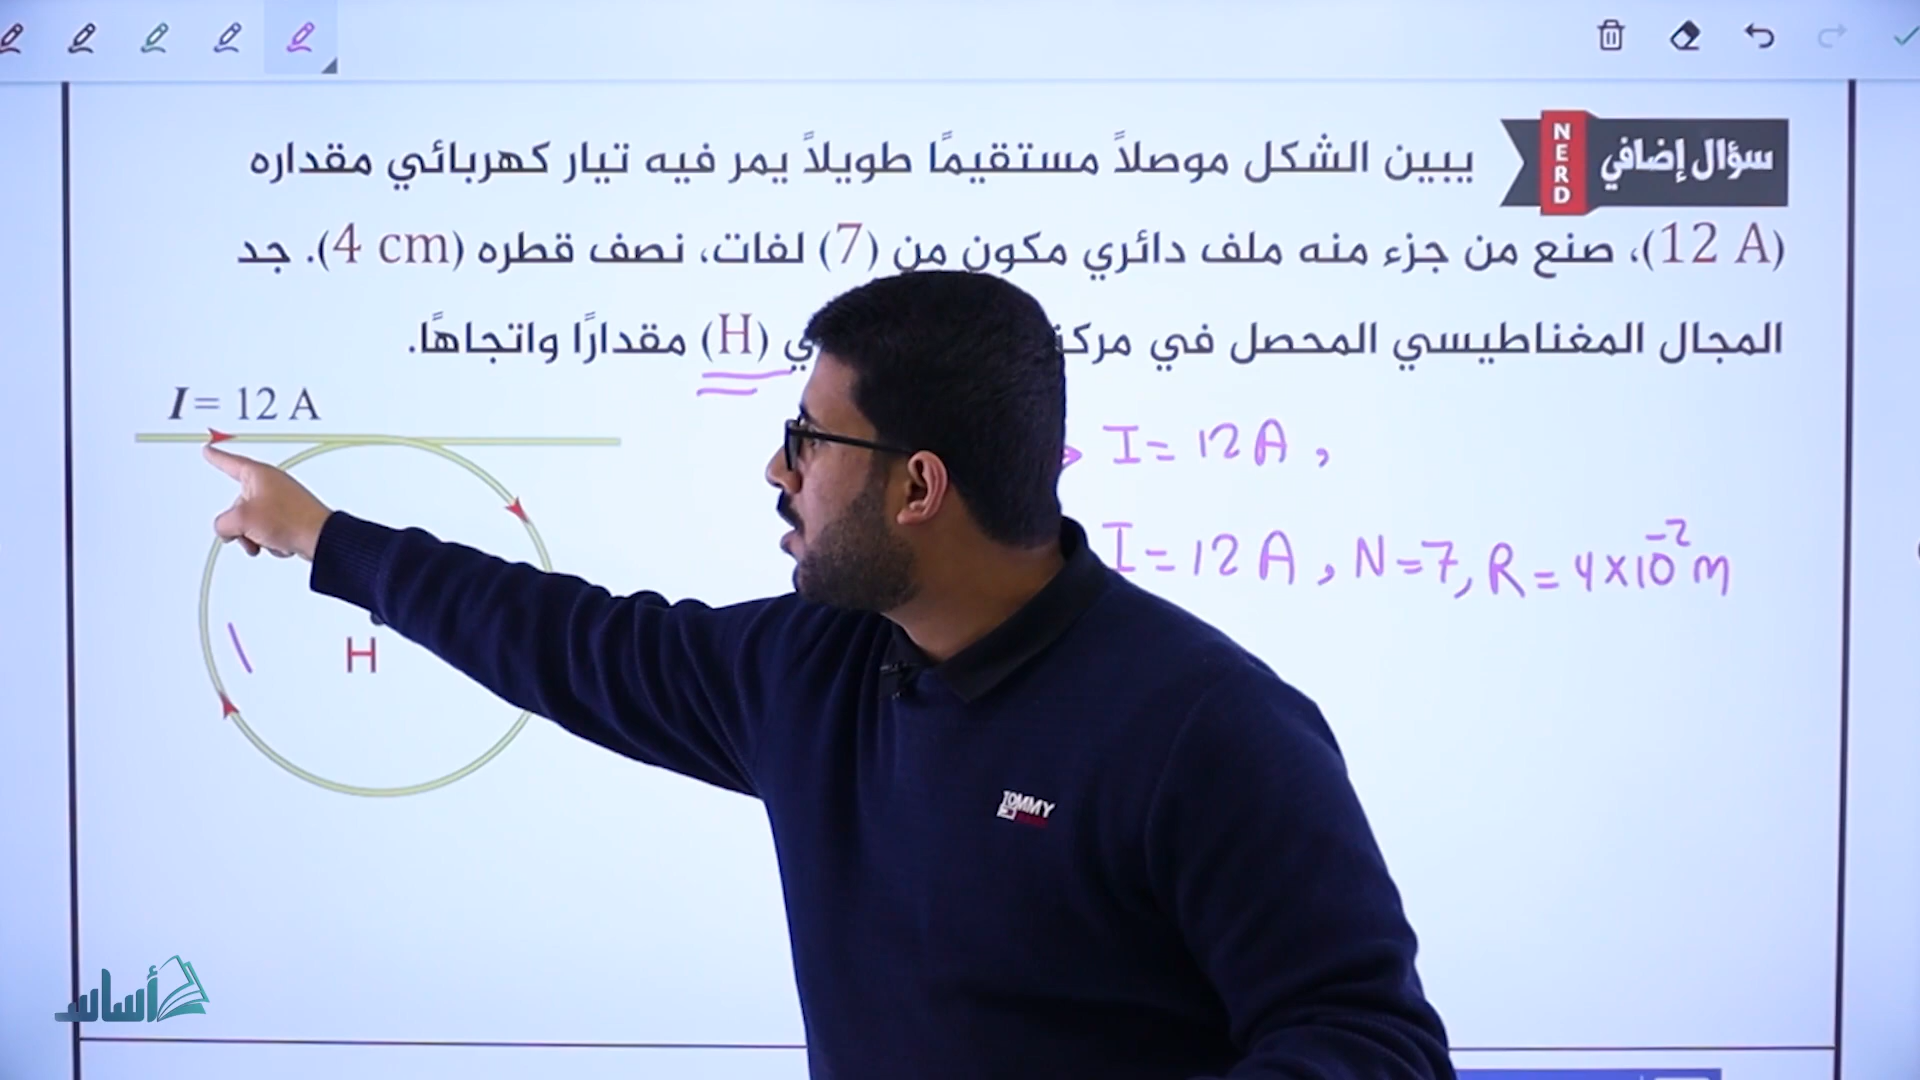 سؤال إضافي NERD يبين الشكل موصلاً مستقيمًا طويلاً يمر فيه تيار كهربائي مقداره
(12 A)، صنع من جزء منه ملف دائري مكون من (7) لفات، نصف قطره (4 cm). جد
المجال المغناطيسي المحصل في (H) مقدارًا واتجاهًا.
I = 12 A
I = 12 A ,
I = 12 A , N = 7 , R = 4 × 10⁻² m
H
TOMMY
أساس